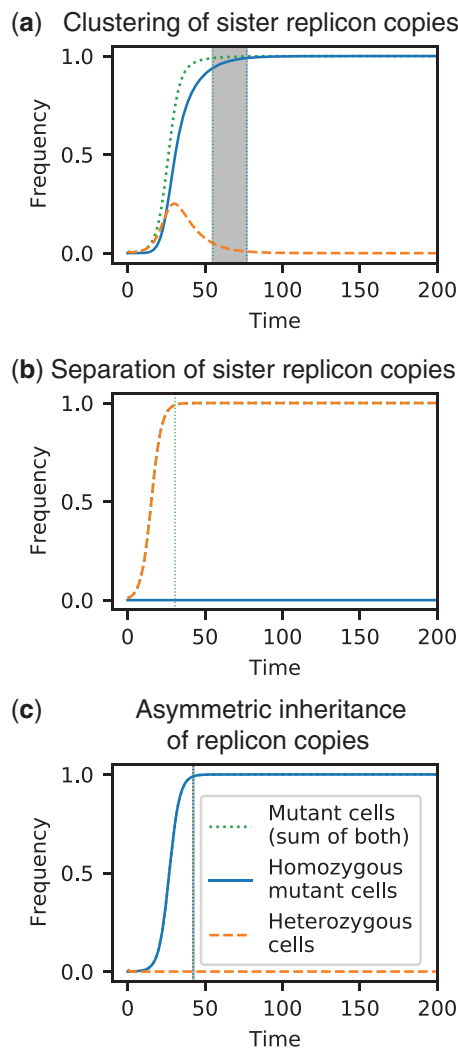 (a) Clustering of sister replicon copies
1.0
0.5
0.0
Frequency
0 50 100 150 200
Time
(b) Separation of sister replicon copies
1.0
0.5
0.0
Frequency
0 50 100 150 200
Time
(c) Asymmetric inheritance
of replicon copies
1.0
0.5
0.0
Frequency
Mutant cells
(sum of both)
Homozygous
mutant cells
Heterozygous
cells
0 50 100 150 200
Time